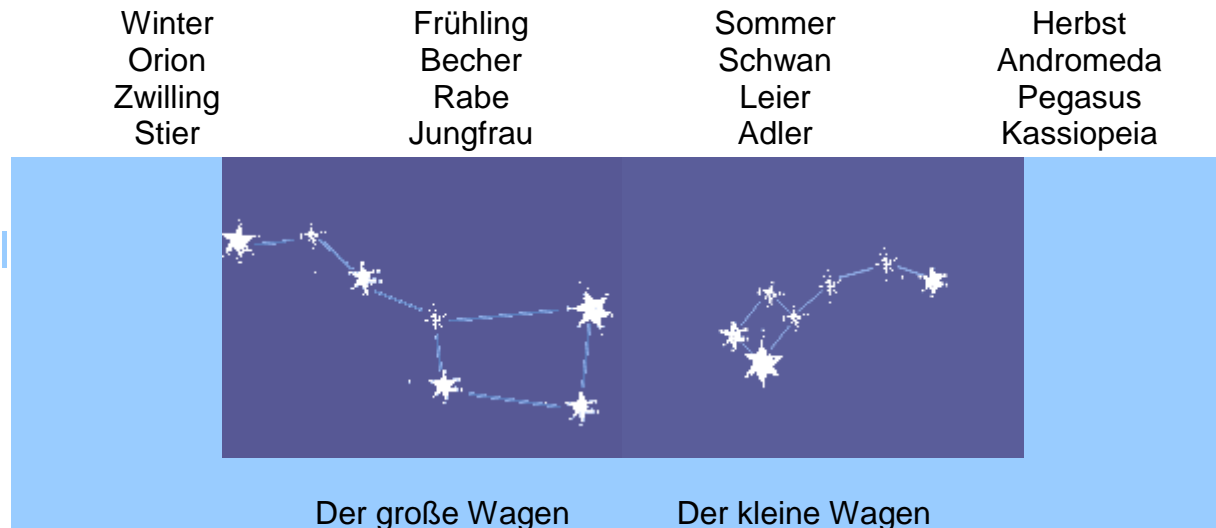 Winter Frühling Sommer Herbst
Orion Becher Schwan Andromeda
Zwilling Rabe Leier Pegasus
Stier Jungfrau Adler Kassiopeia
Der große Wagen Der kleine Wagen